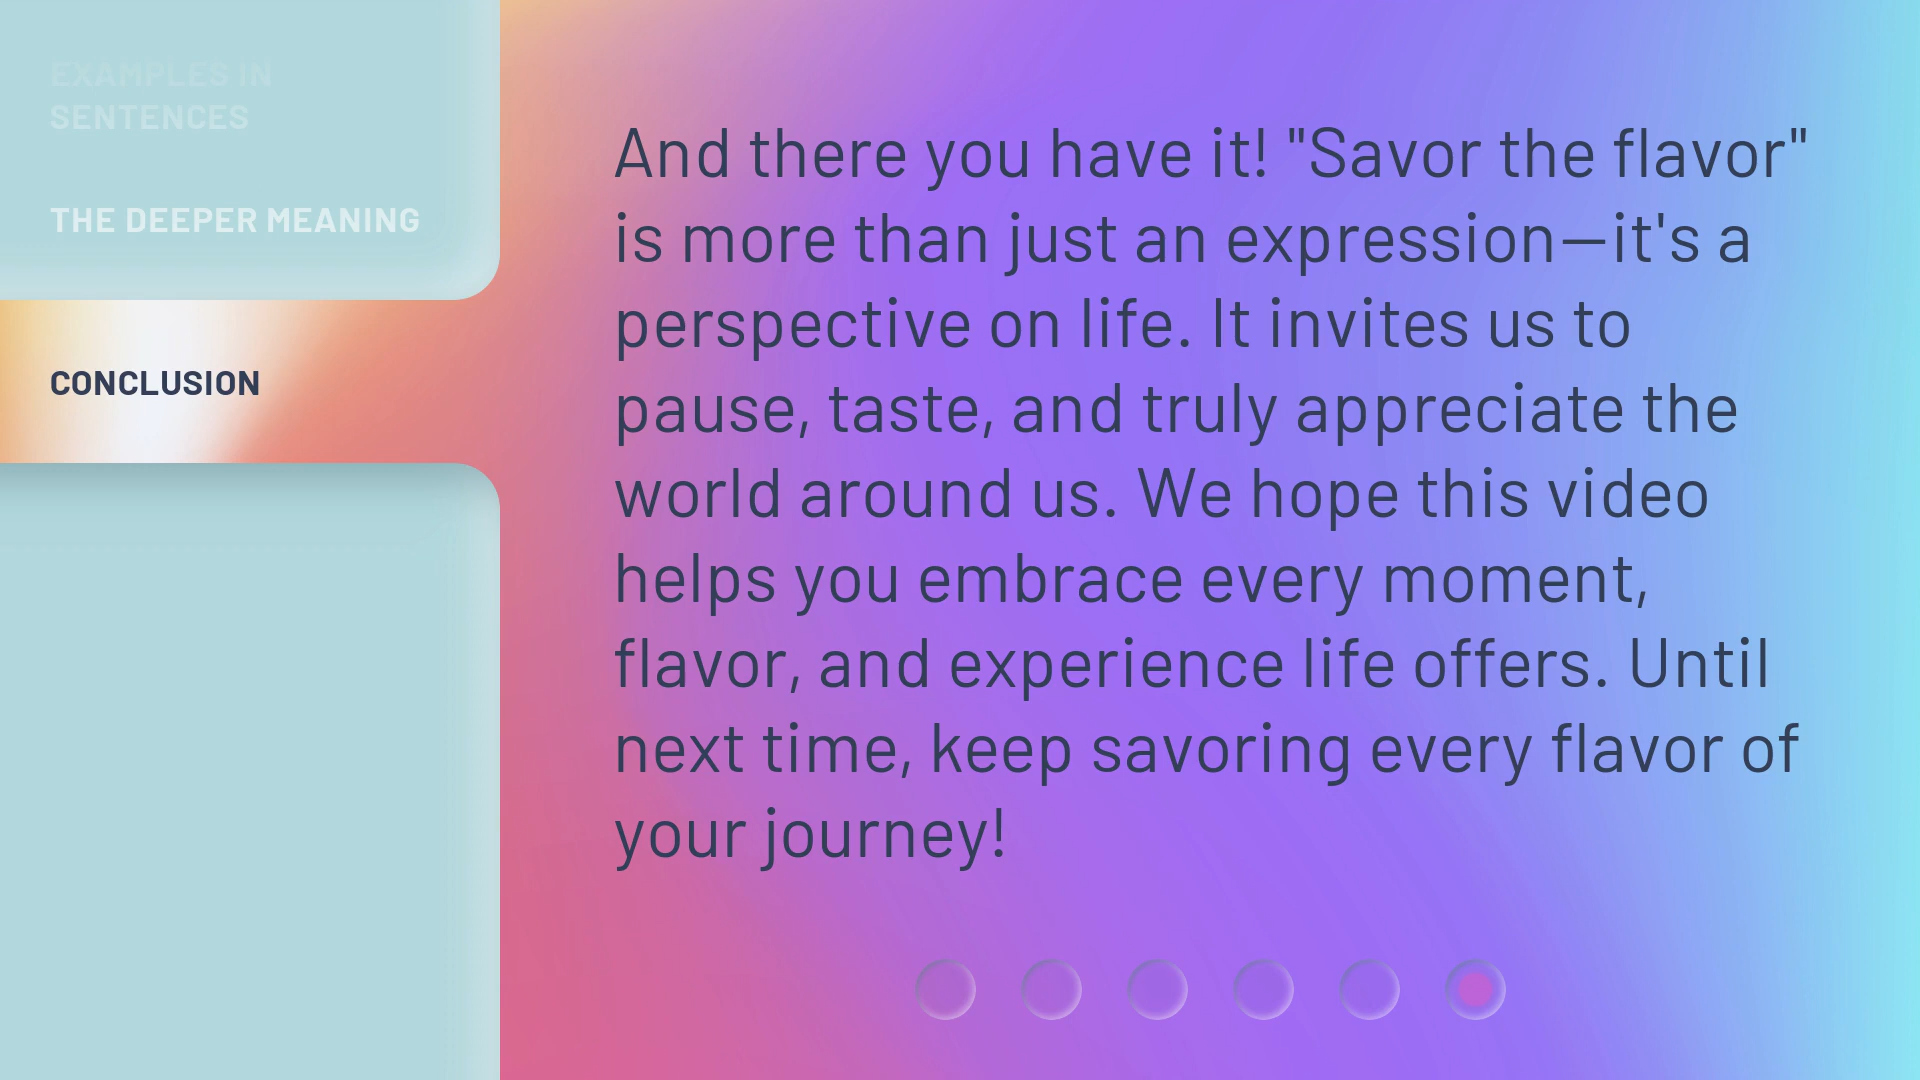 EXAMPLES IN
SENTENCES
THE DEEPER MEANING
CONCLUSION
And there you have it! "Savor the flavor"
is more than just an expression—it's a
perspective on life. It invites us to
pause, taste, and truly appreciate the
world around us. We hope this video
helps you embrace every moment,
flavor, and experience life offers. Until
next time, keep savoring every flavor of
your journey!